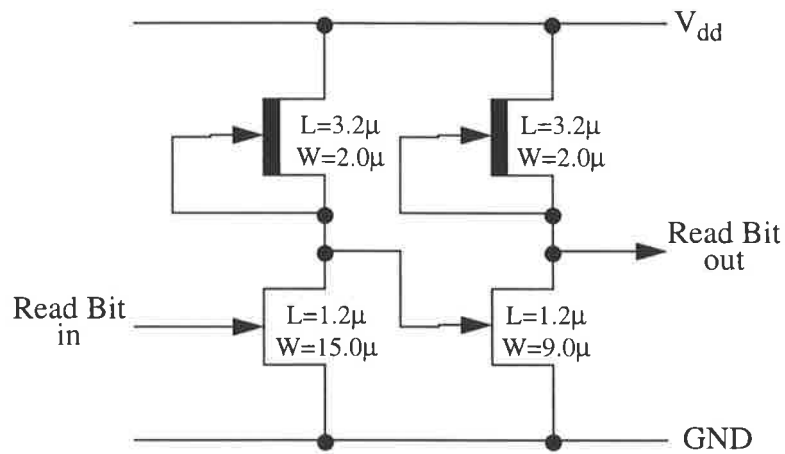 Vdd
L=3.2μ
W=2.0μ
L=3.2μ
W=2.0μ
Read Bit
out
Read Bit
in
L=1.2μ
W=15.0μ
L=1.2μ
W=9.0μ
GND